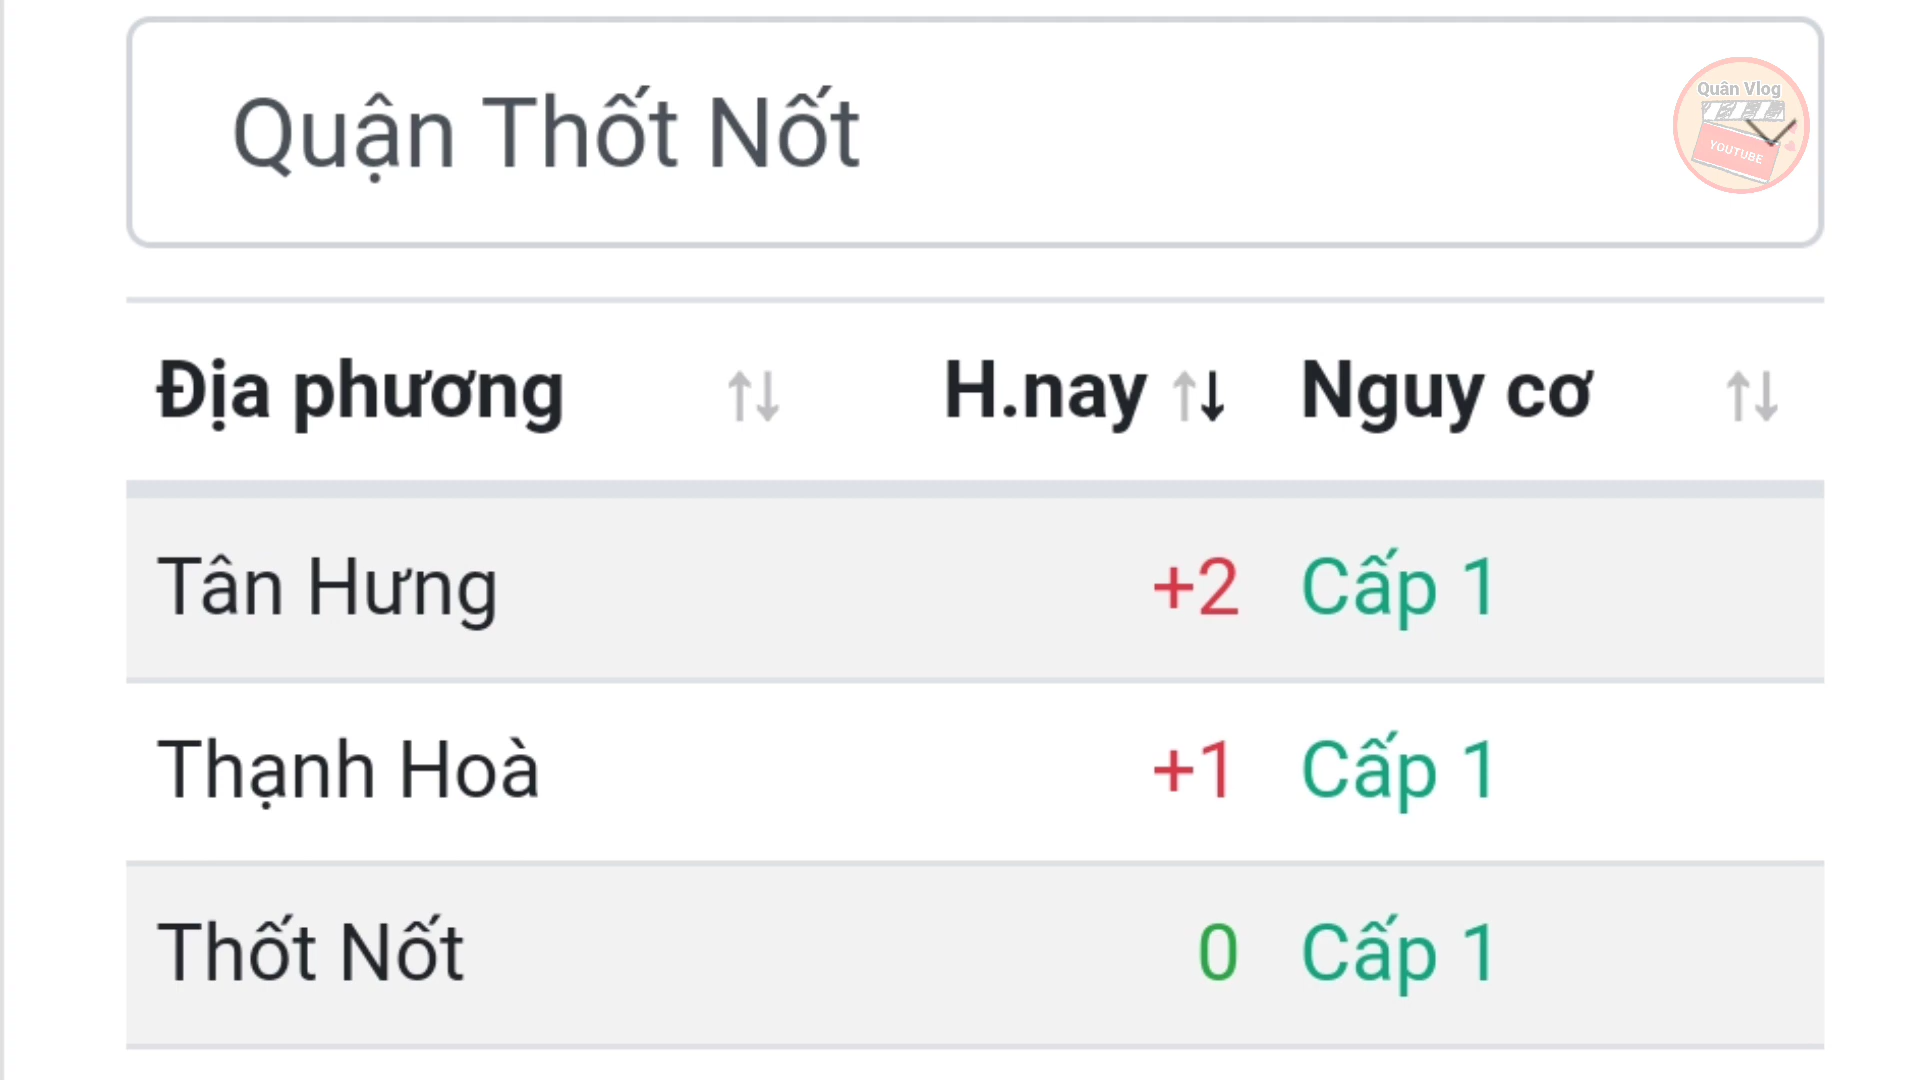 Quận Thốt Nốt
Quân Vlog
YOUTUBE
Địa phương H.nay Nguy cơ
Tân Hưng +2 Cấp 1
Thạnh Hoà +1 Cấp 1
Thốt Nốt 0 Cấp 1